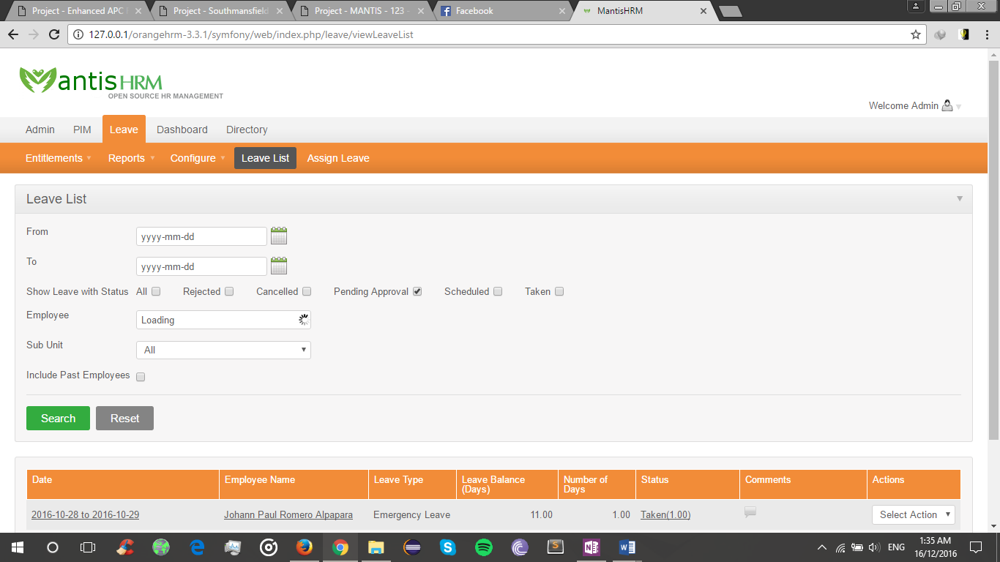 Project - Enhanced APC
Project - Southmansfield
Project - MANTIS - 123 -
Facebook
MantisHRM
127.0.0.1/orangehrm-3.3.1/symfony/web/index.php/leave/viewLeaveList
antis HRM
OPEN SOURCE HR MANAGEMENT
Welcome Admin
Admin PIM Leave Dashboard Directory
Entitlements Reports Configure Leave List Assign Leave
Leave List
From yyyy-mm-dd
To yyyy-mm-dd
Show Leave with Status All Rejected Cancelled Pending Approval Scheduled Taken
Employee Loading
Sub Unit All
Include Past Employees
Search Reset
Date Employee Name Leave Type Leave Balance (Days) Number of Days Status Comments Actions
2016-10-28 to 2016-10-29 Johann Paul Romero Alpapara Emergency Leave 11.00 1.00 Taken(1.00) Select Action
ENG
1:35 AM
16/12/2016